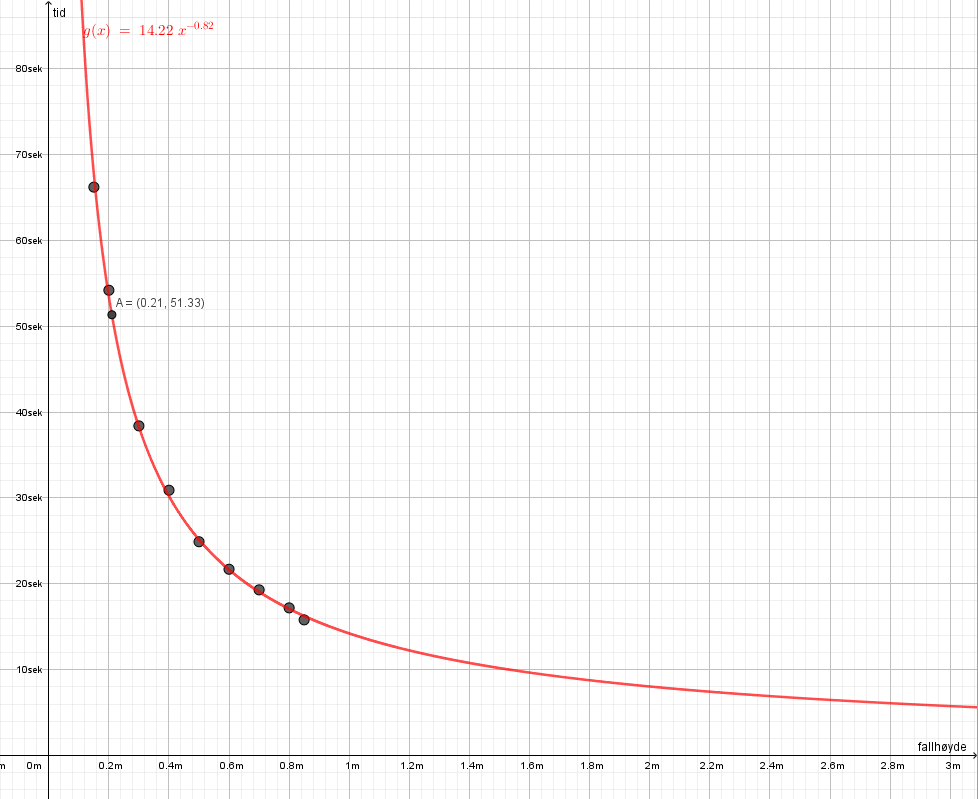 tid
g(x) = 14.22 x^−0.82
80sek
70sek
60sek
A = (0.21, 51.33)
50sek
40sek
30sek
20sek
10sek
fallhøyde
m 0m 0.2m 0.4m 0.6m 0.8m 1m 1.2m 1.4m 1.6m 1.8m 2m 2.2m 2.4m 2.6m 2.8m 3m